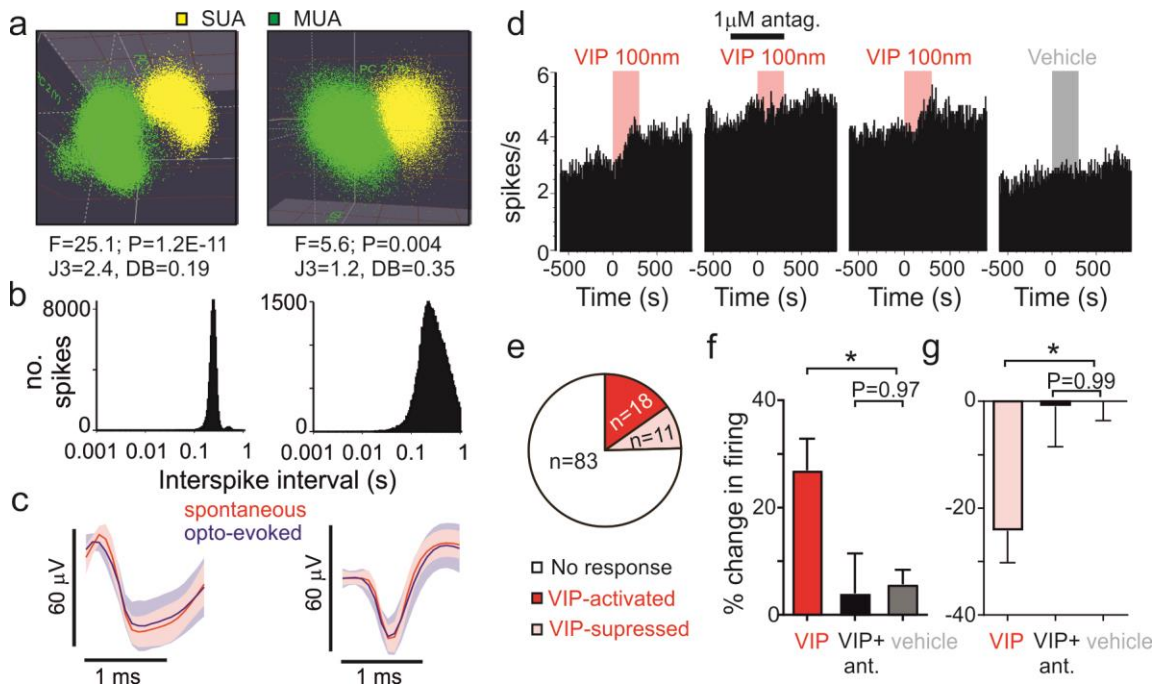 a
SUA MUA
PC 2
F=25.1; P=1.2E-11
J3=2.4, DB=0.19
F=5.6; P=0.004
J3=1.2, DB=0.35
b
no. spikes
8000
0
0.001 0.01 0.1 1
1500
0
0.001 0.01 0.1 1
Interspike interval (s)
c
spontaneous
opto-evoked
60 μV
1 ms
60 μV
1 ms
d
1μM antag.
VIP 100nm
VIP 100nm
VIP 100nm
Vehicle
spikes/s
6
4
2
0
-500 0 500
-500 0 500
-500 0 500
-500 0 500
Time (s)
Time (s)
Time (s)
Time (s)
e
n=18
n=11
n=83
No response
VIP-activated
VIP-supressed
f
*
P=0.97
% change in firing
40
20
0
VIP VIP+ ant. vehicle
g
*
P=0.99
0
-20
-40
VIP VIP+ ant. vehicle